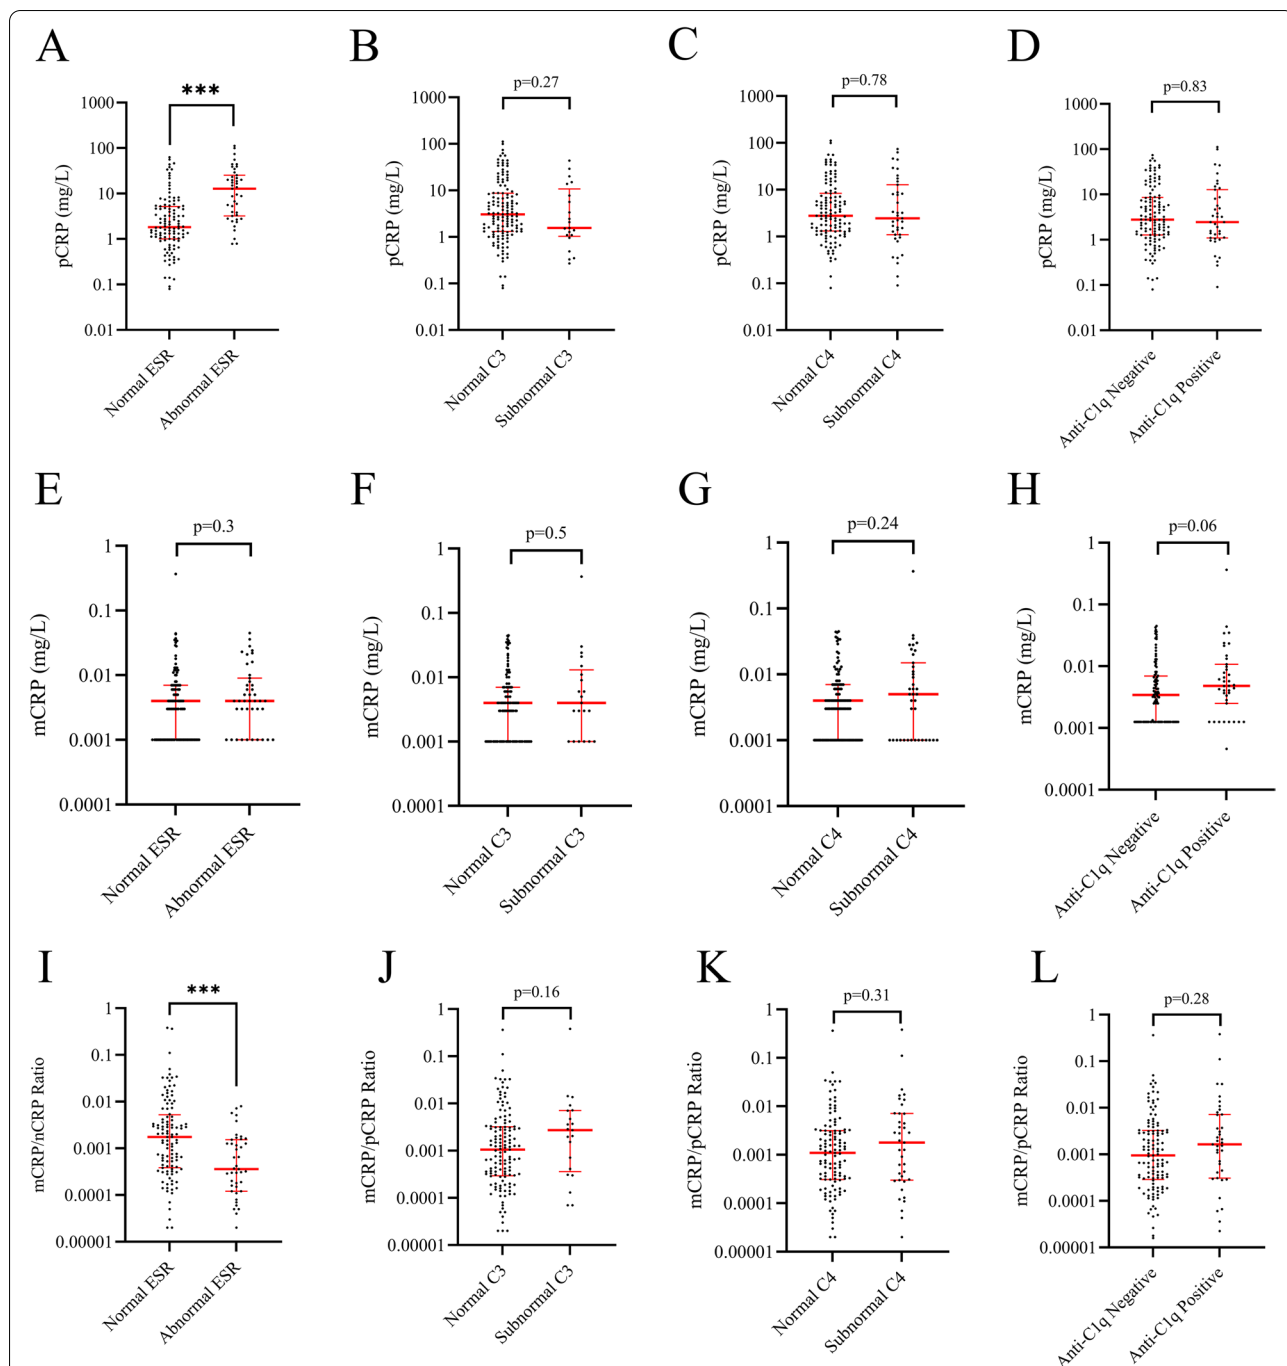 A
B
C
D
***
p=0.27
p=0.78
p=0.83
pCRP (mg/L)
1000
100
10
1
0.1
0.01
Normal ESR
Abnormal ESR
pCRP (mg/L)
1000
100
10
1
0.1
0.01
Normal C3
Subnormal C3
pCRP (mg/L)
1000
100
10
1
0.1
0.01
Normal C4
Subnormal C4
pCRP (mg/L)
1000
100
10
1
0.1
0.01
Anti-C1q Negative
Anti-C1q Positive
E
F
G
H
p=0.3
p=0.5
p=0.24
p=0.06
mCRP (mg/L)
1
0.1
0.01
0.001
0.0001
Normal ESR
Abnormal ESR
mCRP (mg/L)
1
0.1
0.01
0.001
0.0001
Normal C3
Subnormal C3
mCRP (mg/L)
1
0.1
0.01
0.001
0.0001
Normal C4
Subnormal C4
mCRP (mg/L)
1
0.1
0.01
0.001
0.0001
Anti-C1q Negative
Anti-C1q Positive
I
J
K
L
***
p=0.16
p=0.31
p=0.28
mCRP/nCRP Ratio
1
0.1
0.01
0.001
0.0001
0.00001
Normal ESR
Abnormal ESR
mCRP/pCRP Ratio
1
0.1
0.01
0.001
0.0001
0.00001
Normal C3
Subnormal C3
mCRP/pCRP Ratio
1
0.1
0.01
0.001
0.0001
0.00001
Normal C4
Subnormal C4
mCRP/pCRP Ratio
1
0.1
0.01
0.001
0.0001
0.00001
Anti-C1q Negative
Anti-C1q Positive